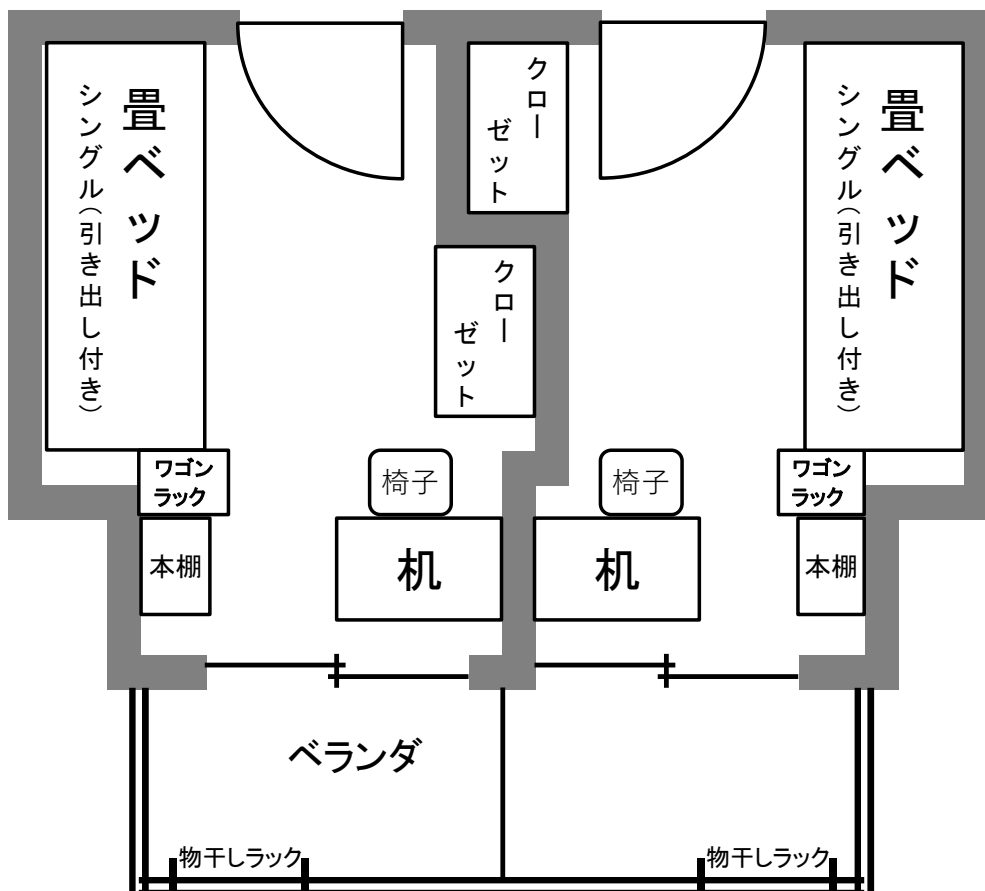 畳ベッド
シングル(引き出し付き)
クロー
ゼット
クロー
ゼット
畳ベッド
シングル(引き出し付き)
ワゴン
ラック
椅子
椅子
ワゴン
ラック
本棚
机
机
本棚
ベランダ
物干しラック
物干しラック